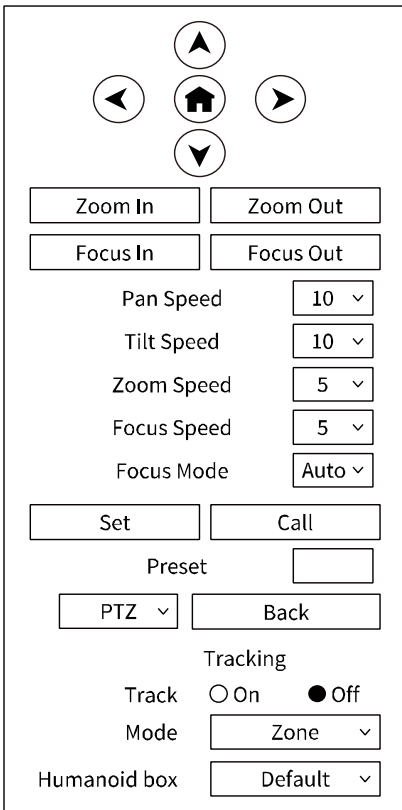 Zoom In Zoom Out
Focus In Focus Out
Pan Speed 10
Tilt Speed 10
Zoom Speed 5
Focus Speed 5
Focus Mode Auto
Set Call
Preset
PTZ Back
Tracking
Track On Off
Mode Zone
Humanoid box Default